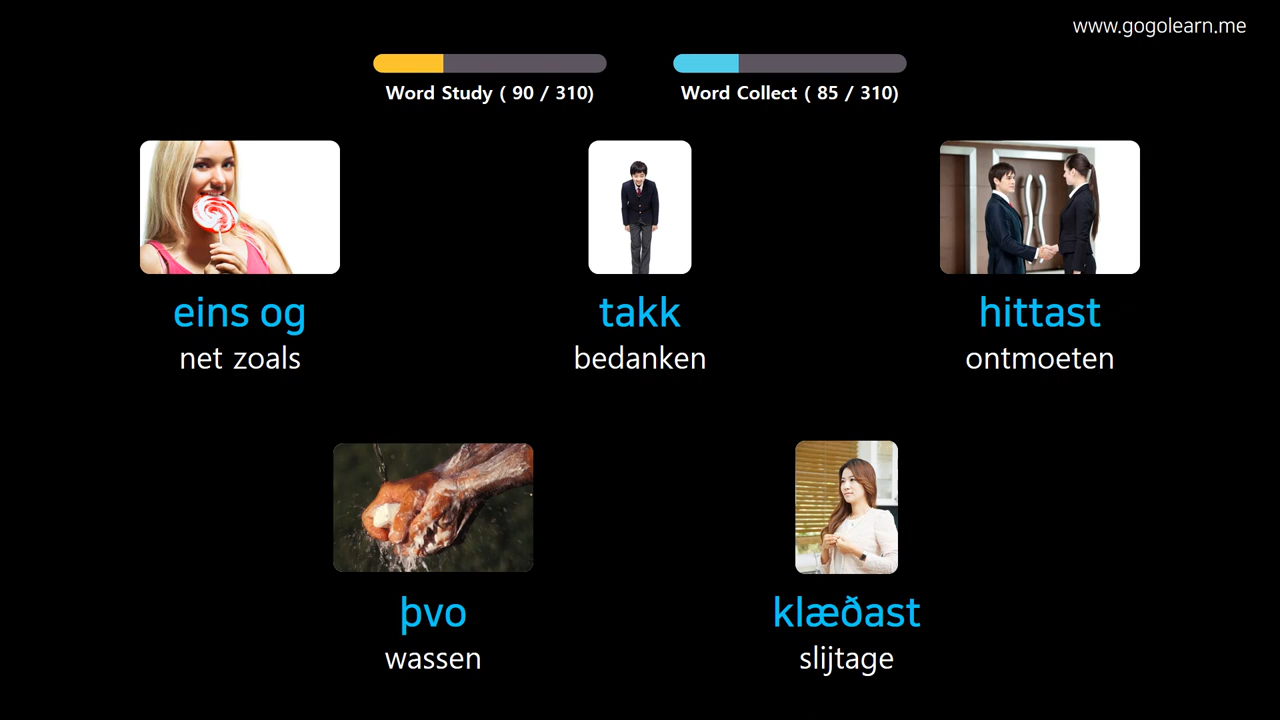 www.gogolearn.me
Word Study ( 90 / 310)
Word Collect ( 85 / 310)
eins og
net zoals
takk
bedanken
hittast
ontmoeten
þvo
wassen
klæðast
slijtage